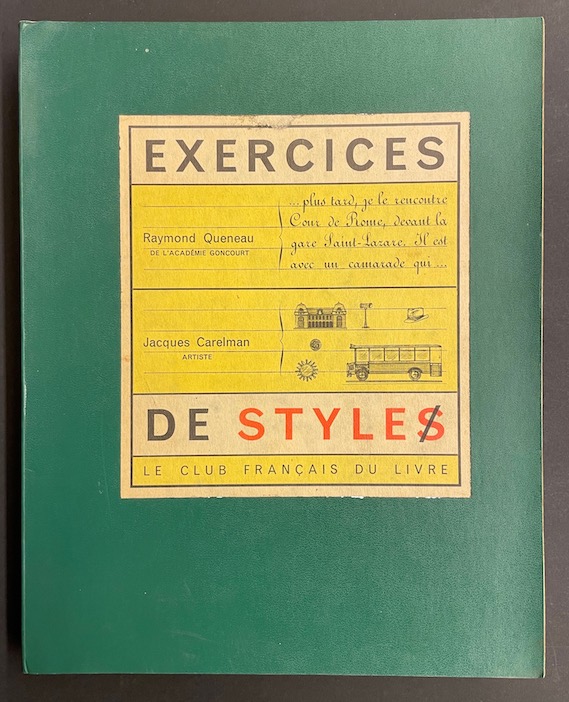 EXERCICES
Raymond Queneau
DE L'ACADÉMIE GONCOURT
... plus tard, je le rencontre
Cour de Rome, devant la
gare Saint-Lazare. Il est
avec un camarade qui ...
Jacques Carelman
ARTISTE
DE STYLES
LE CLUB FRANÇAIS DU LIVRE